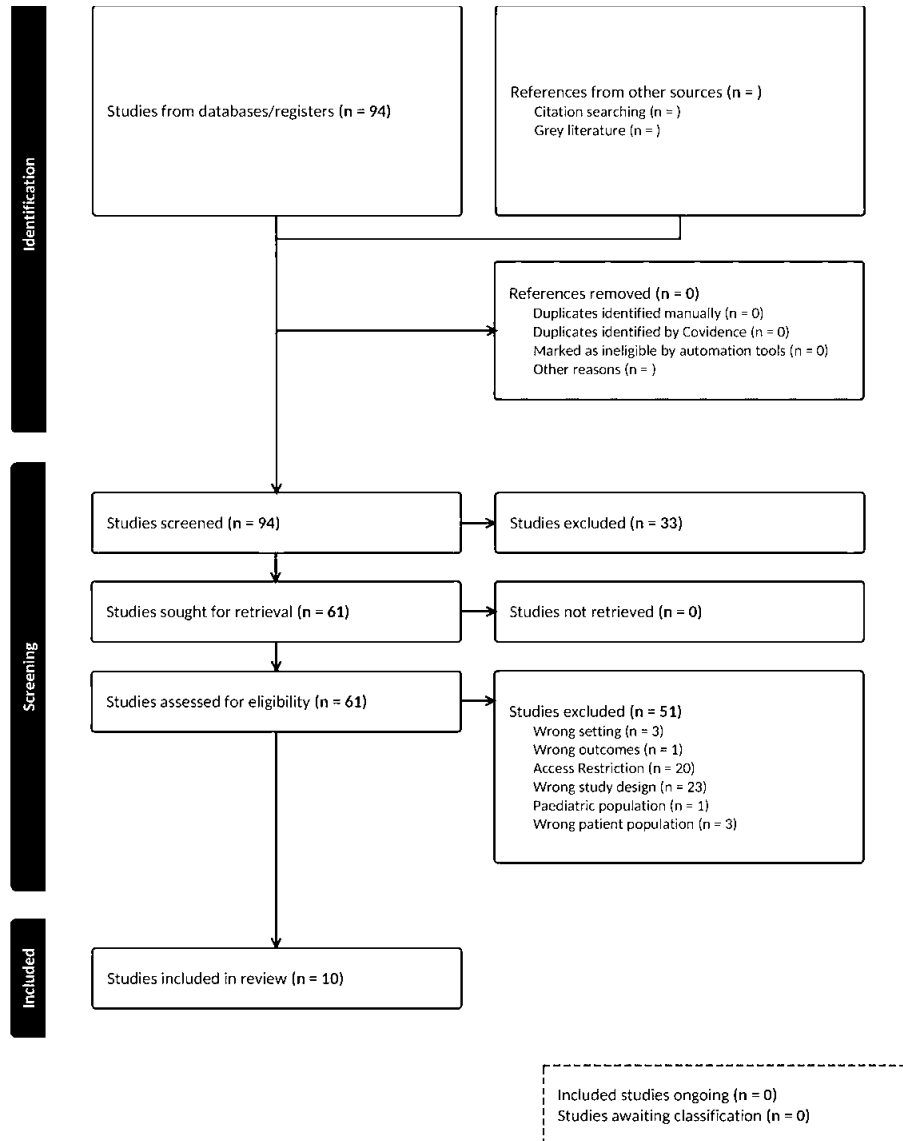 Identification
Studies from databases/registers (n = 94)
References from other sources (n = )
Citation searching (n = )
Grey literature (n = )
References removed (n = 0)
Duplicates identified manually (n = 0)
Duplicates identified by Covidence (n = 0)
Marked as ineligible by automation tools (n = 0)
Other reasons (n = )
Screening
Studies screened (n = 94)
Studies excluded (n = 33)
Studies sought for retrieval (n = 61)
Studies not retrieved (n = 0)
Studies assessed for eligibility (n = 61)
Studies excluded (n = 51)
Wrong setting (n = 3)
Wrong outcomes (n = 1)
Access Restriction (n = 20)
Wrong study design (n = 23)
Paediatric population (n = 1)
Wrong patient population (n = 3)
Included
Studies included in review (n = 10)
Included studies ongoing (n = 0)
Studies awaiting classification (n = 0)